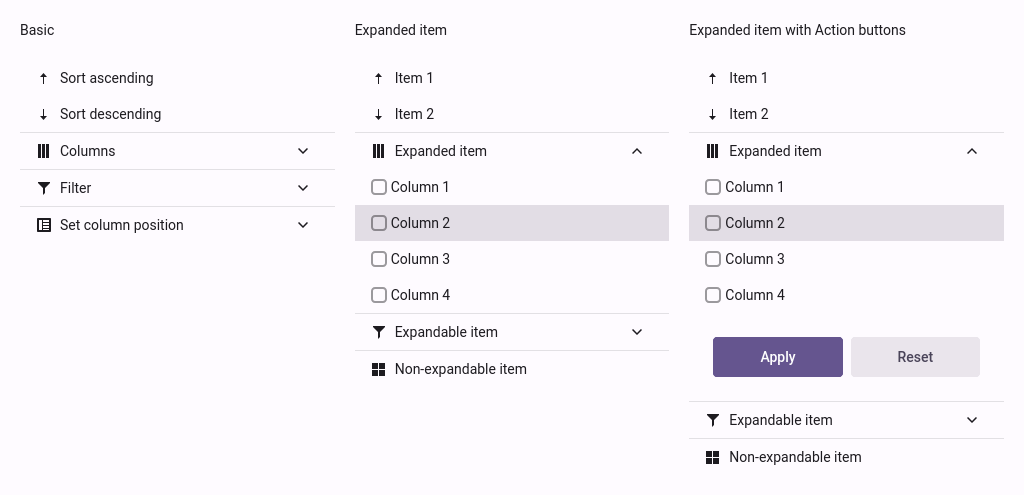 Basic
Sort ascending
Sort descending
Columns
Filter
Set column position
Expanded item
Item 1
Item 2
Expanded item
Column 1
Column 2
Column 3
Column 4
Expandable item
Non-expandable item
Expanded item with Action buttons
Item 1
Item 2
Expanded item
Column 1
Column 2
Column 3
Column 4
Apply
Reset
Expandable item
Non-expandable item